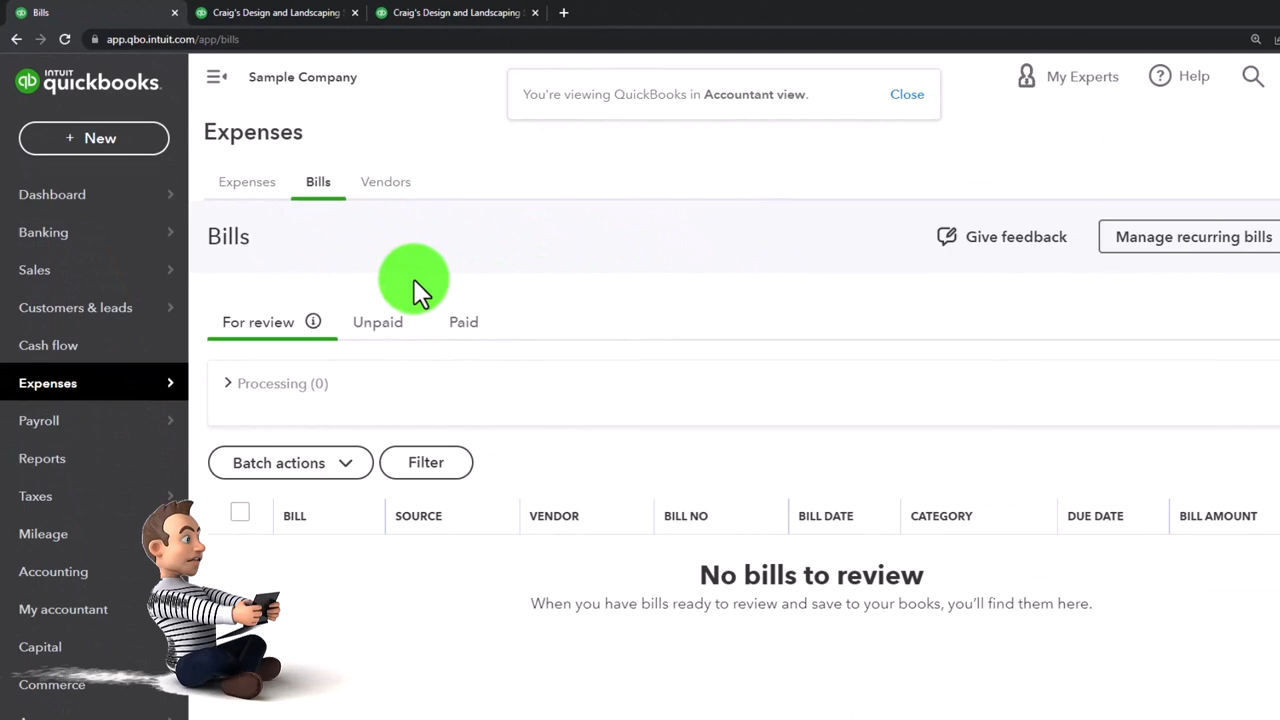 Bills
Craig's Design and Landscaping
Craig's Design and Landscaping
app.qbo.intuit.com/app/bills
INTUIT
quickbooks.
Sample Company
You're viewing QuickBooks in Accountant view.
Close
My Experts
Help
+ New
Expenses
Expenses
Bills
Vendors
Dashboard
Banking
Sales
Customers & leads
Cash flow
Expenses
Payroll
Reports
Taxes
Mileage
Accounting
My accountant
Capital
Commerce
Bills
Give feedback
Manage recurring bills
For review
Unpaid
Paid
Processing (0)
Batch actions
Filter
BILL
SOURCE
VENDOR
BILL NO
BILL DATE
CATEGORY
DUE DATE
BILL AMOUNT
No bills to review
When you have bills ready to review and save to your books, you'll find them here.